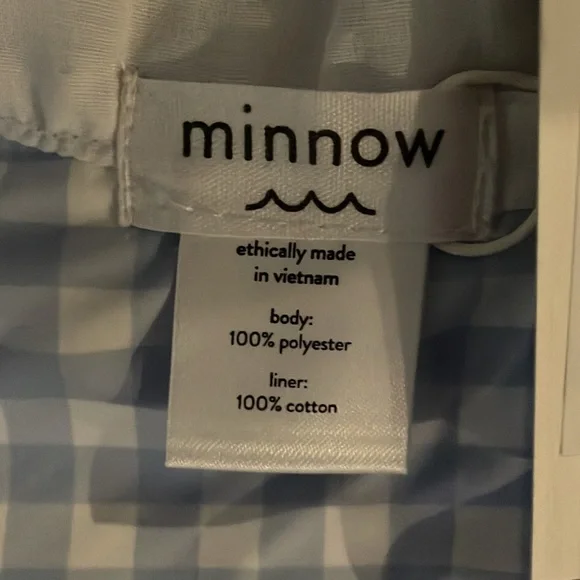 minnow
ethically made
in vietnam
body:
100% polyester
liner:
100% cotton